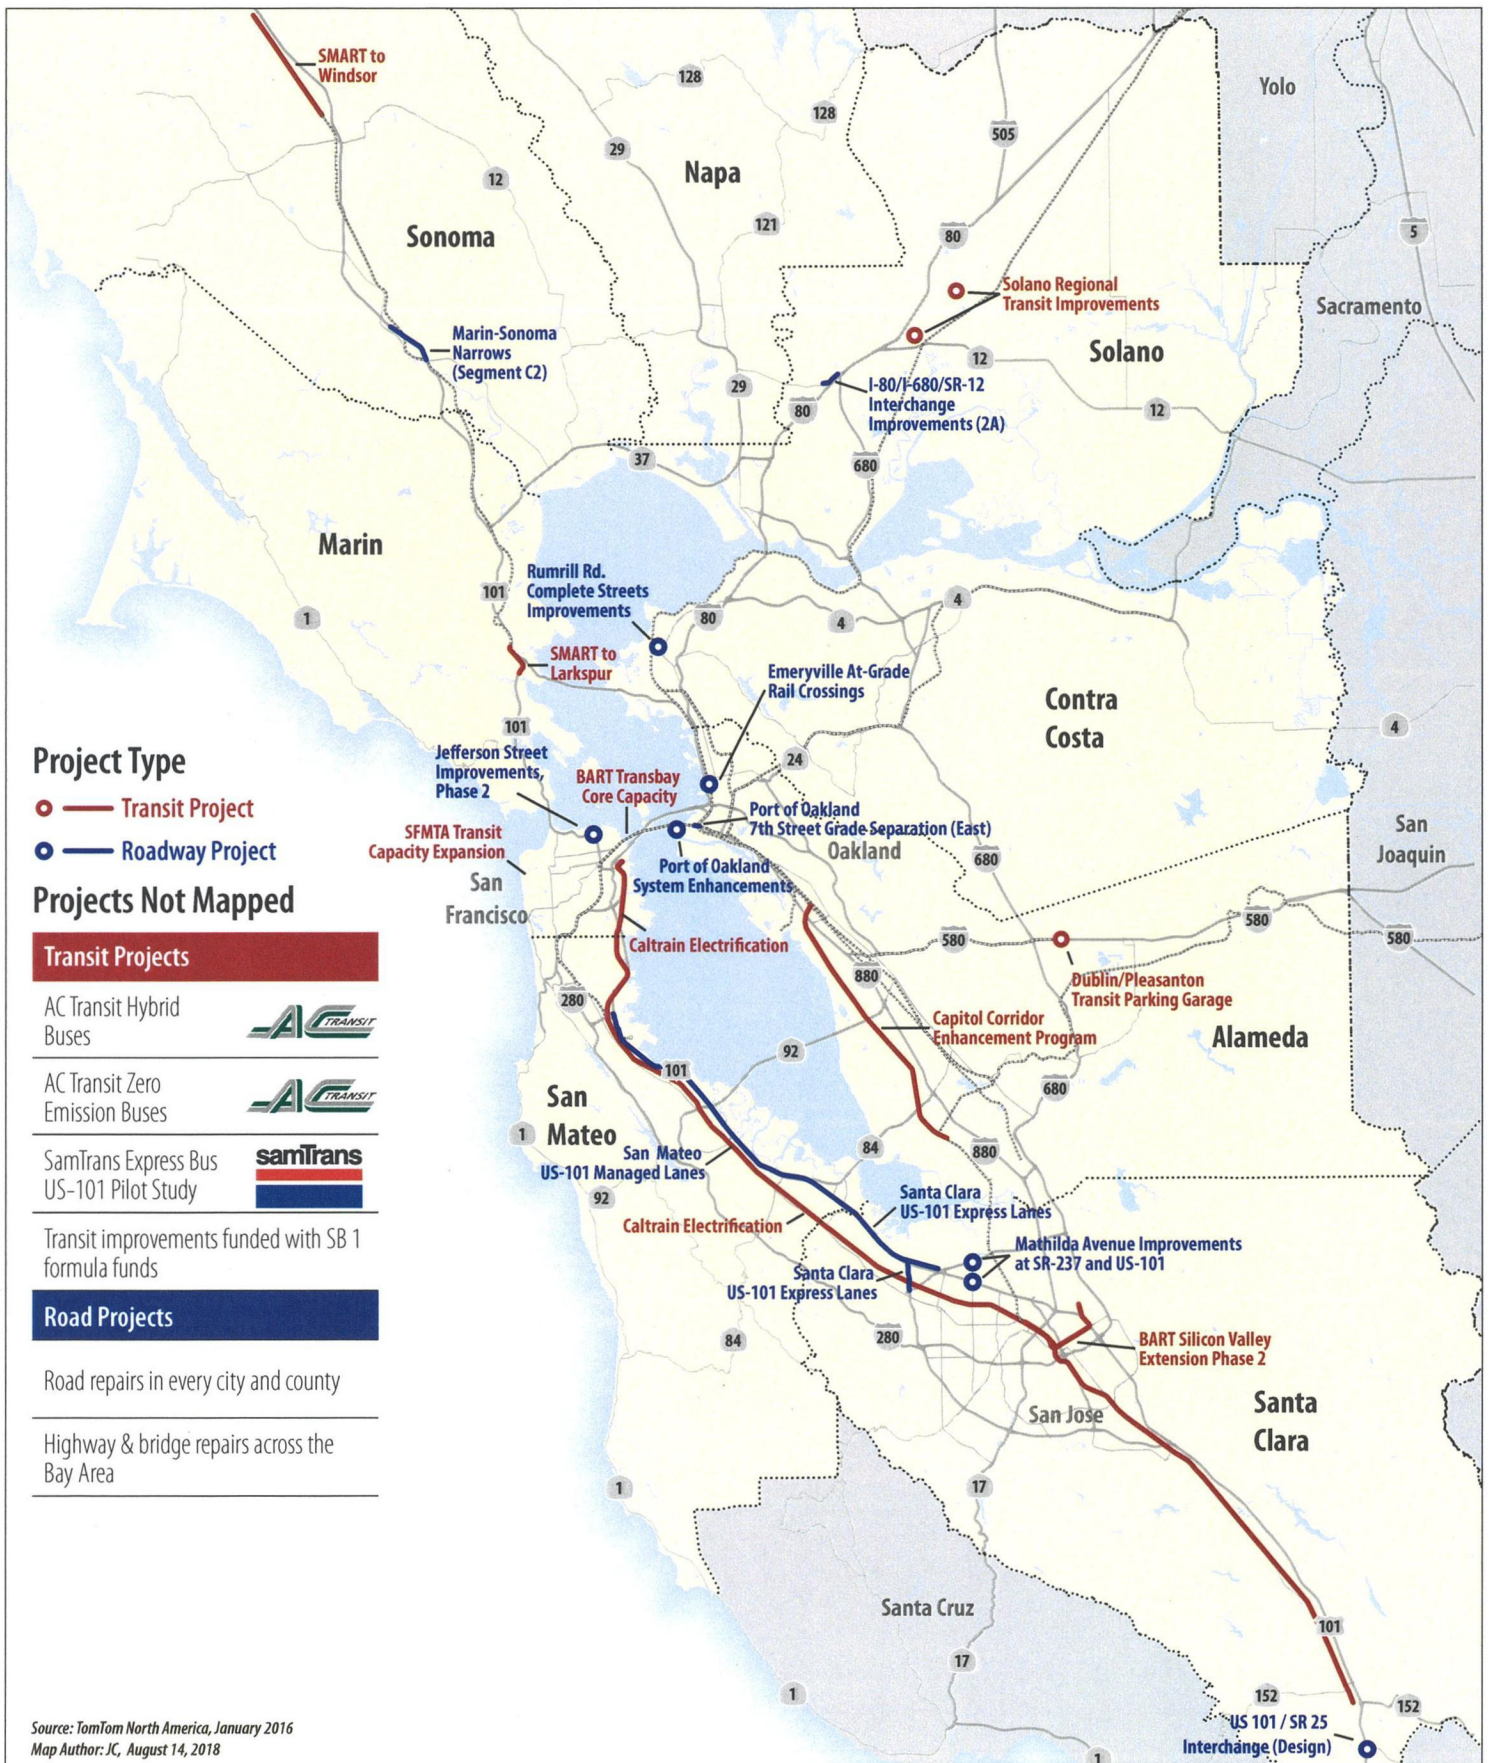 SMART to
Windsor
128
128
Yolo
505
29
Napa
12
121
Sonoma
80
5
Solano Regional
Transit Improvements
Sacramento
Marin-Sonoma
Narrows
(Segment C2)
Solano
12
29
I-80/I-680/SR-12
Interchange
Improvements (2A)
80
12
37
680
Marin
Rumrill Rd.
Complete Streets
Improvements
101
4
1
80
4
SMART to
Larkspur
Emeryville At-Grade
Rail Crossings
Contra
Costa
101
4
Project Type
Transit Project
Roadway Project
Jefferson Street
Improvements,
Phase 2
BART Transbay
Core Capacity
24
Port of Oakland
7th Street Grade Separation (East)
Oakland
SFMTA Transit
Capacity Expansion
San
Joaquin
San
Francisco
Port of Oakland
System Enhancements
680
Projects Not Mapped
Transit Projects
AC Transit Hybrid
Buses
AC TRANSIT
AC Transit Zero
Emission Buses
AC TRANSIT
SamTrans Express Bus
US-101 Pilot Study
samTrans
Transit improvements funded with SB 1
formula funds
Road Projects
Road repairs in every city and county
Highway & bridge repairs across the
Bay Area
Caltrain Electrification
580
580
580
880
Dublin/Pleasanton
Transit Parking Garage
280
Capitol Corridor
Enhancement Program
Alameda
92
101
680
San
Mateo
1
84
880
San Mateo
US-101 Managed Lanes
92
Santa Clara
US-101 Express Lanes
Caltrain Electrification
Mathilda Avenue Improvements
at SR-237 and US-101
Santa Clara
US-101 Express Lanes
84
280
BART Silicon Valley
Extension Phase 2
San Jose
Santa
Clara
1
17
Santa Cruz
101
17
1
152
152
US 101 / SR 25
Interchange (Design)
1
Source: TomTom North America, January 2016
Map Author: JC, August 14, 2018